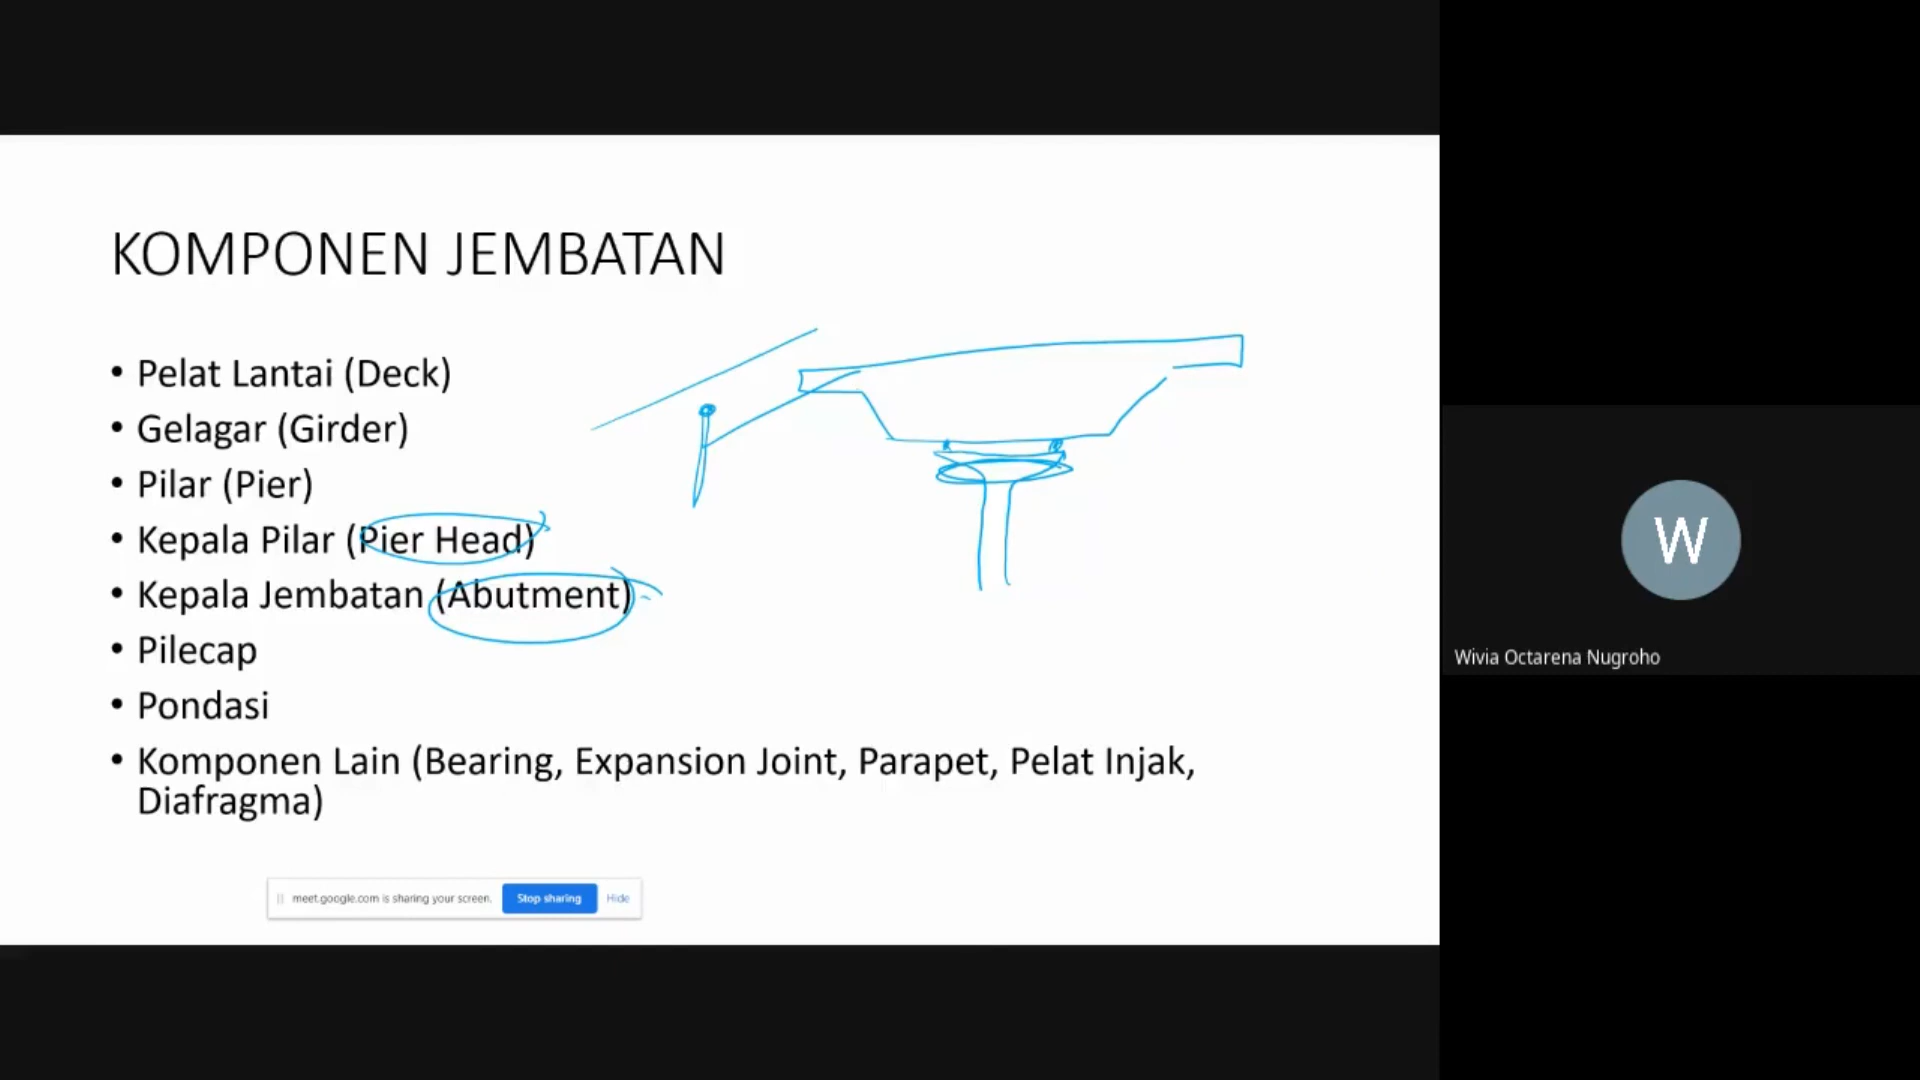 KOMPONEN JEMBATAN
• Pelat Lantai (Deck)
• Gelagar (Girder)
• Pilar (Pier)
• Kepala Pilar (Pier Head)
• Kepala Jembatan (Abutment)
• Pilecap
• Pondasi
• Komponen Lain (Bearing, Expansion Joint, Parapet, Pelat Injak,
Diafragma)
meet.google.com is sharing your screen. Stop sharing Hide
W
Wivia Octarena Nugroho